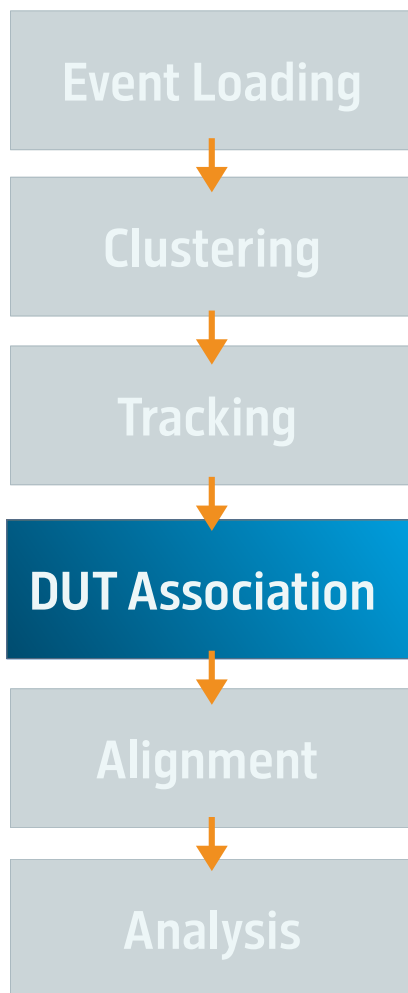 Event Loading
Clustering
Tracking
DUT Association
Alignment
Analysis